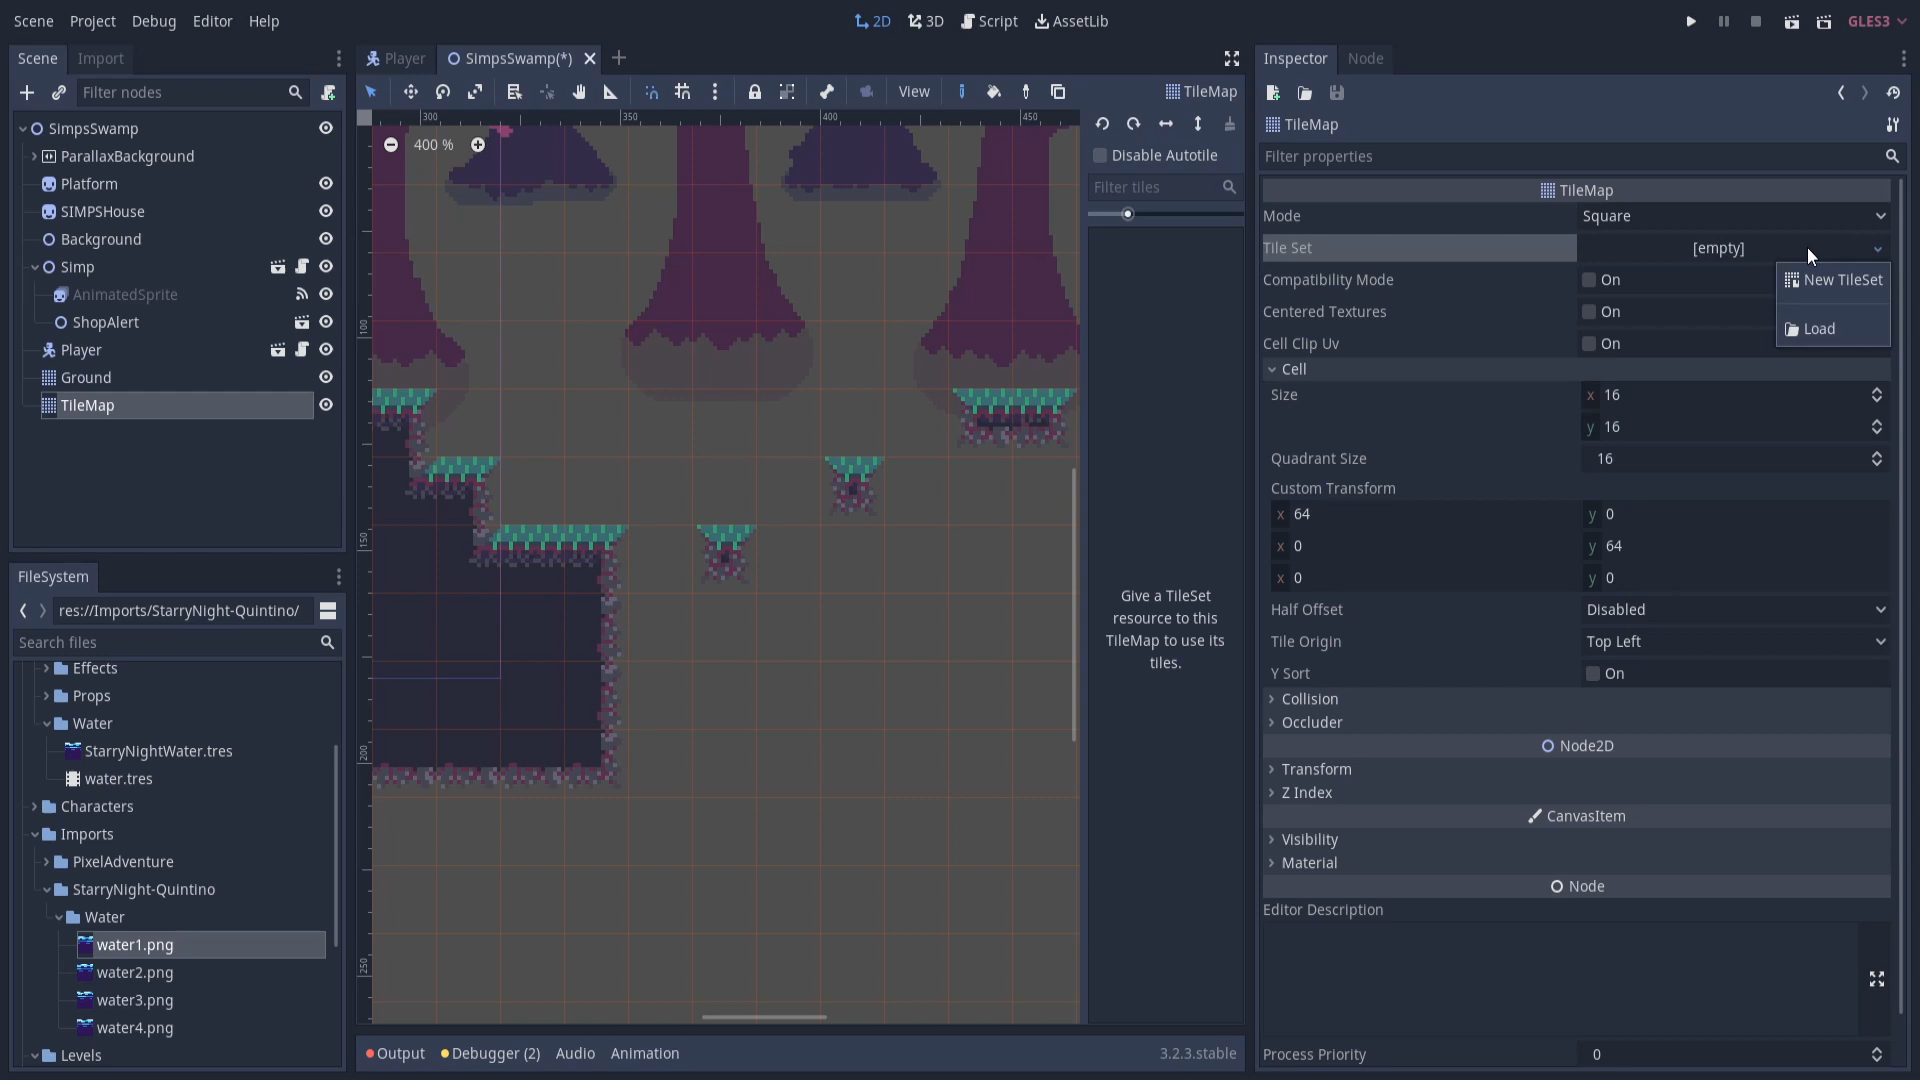 Scene Project Debug Editor Help
2D 3D Script AssetLib
GLES3
Scene Import
Filter nodes
SimpsSwamp
ParallaxBackground
Platform
SIMPSHouse
Background
Simp
AnimatedSprite
ShopAlert
Player
Ground
TileMap
FileSystem
res://Imports/StarryNight-Quintino/
Search files
Effects
Props
Water
StarryNightWater.tres
water.tres
Characters
Imports
PixelAdventure
StarryNight-Quintino
Water
water1.png
water2.png
water3.png
water4.png
Levels
Player SimpsSwamp(*)
View
TileMap
300 350 400 450
400 %
100
150
200
250
Disable Autotile
Filter tiles
Give a TileSet
resource to this
TileMap to use its
tiles.
Output Debugger (2) Audio Animation 3.2.3.stable
Inspector Node
TileMap
Filter properties
TileMap
Mode Square
Tile Set [empty]
New TileSet
Load
Compatibility Mode On
Centered Textures On
Cell Clip Uv On
Cell
Size x 16
y 16
Quadrant Size 16
Custom Transform
x 64 y 0
x 0 y 64
x 0 y 0
Half Offset Disabled
Tile Origin Top Left
Y Sort On
Collision
Occluder
Node2D
Transform
Z Index
CanvasItem
Visibility
Material
Node
Editor Description
Process Priority 0